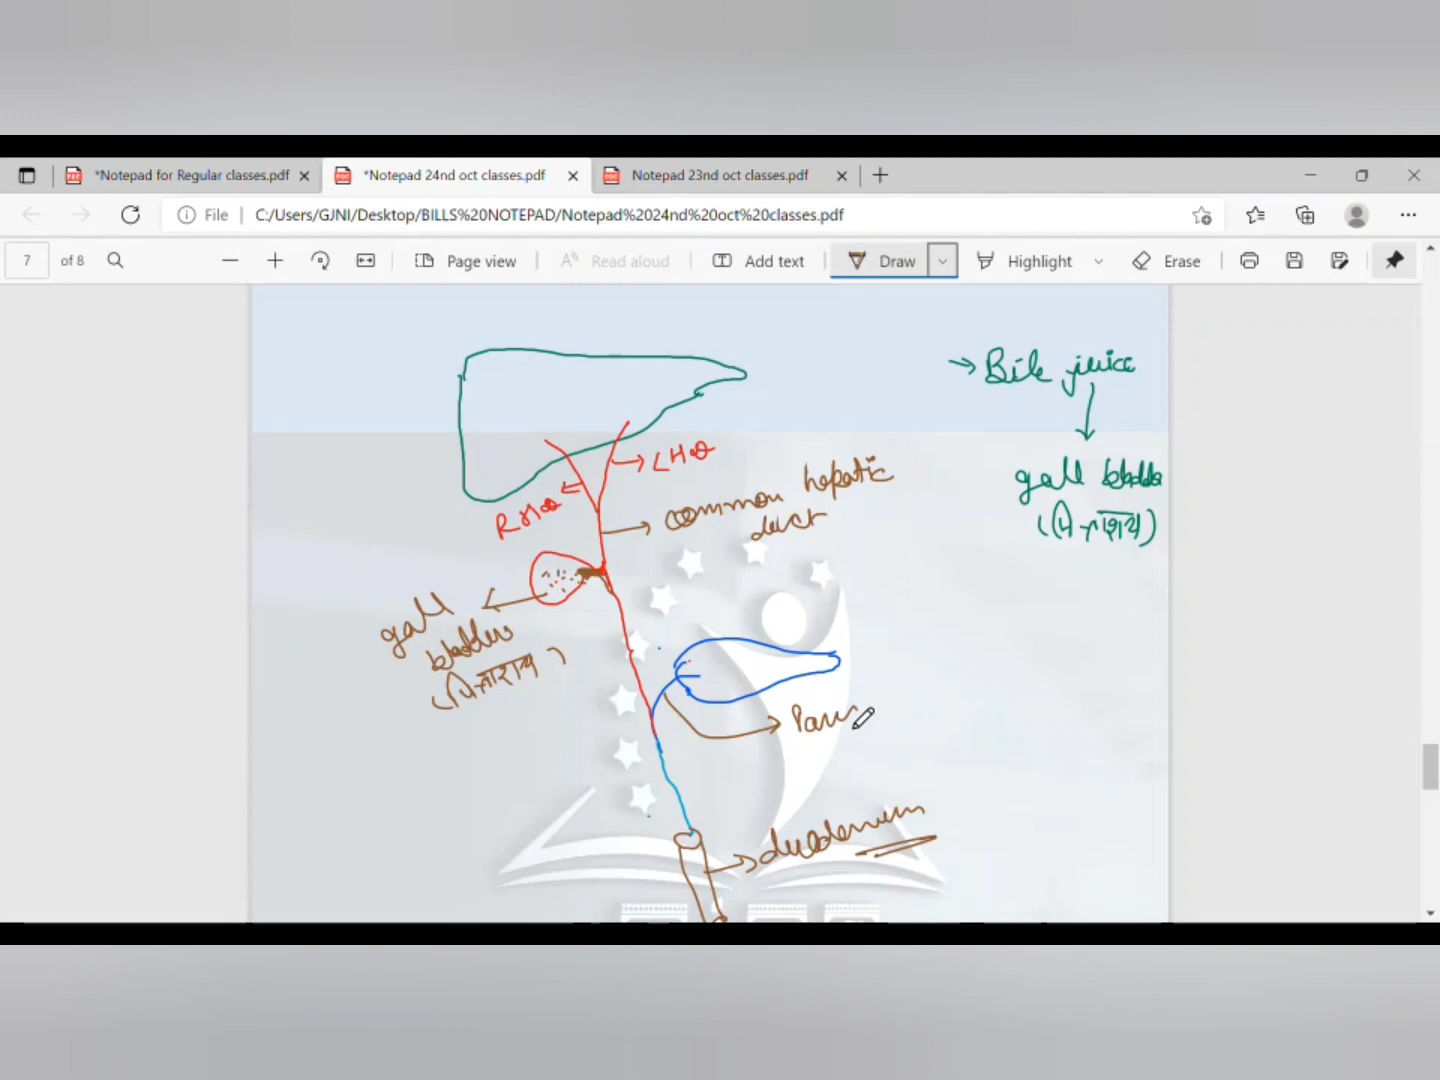 *Notepad for Regular classes.pdf
*Notepad 24nd oct classes.pdf
Notepad 23nd oct classes.pdf
File
C:/Users/GJNI/Desktop/BILLS%20NOTEPAD/Notepad%2024nd%20oct%20classes.pdf
7 of 8
Page view
Read aloud
Add text
Draw
Highlight
Erase
→ Bile juice
gall bladder
LHD
RHD
common hepatic
duct
gall
bladder
duodenum